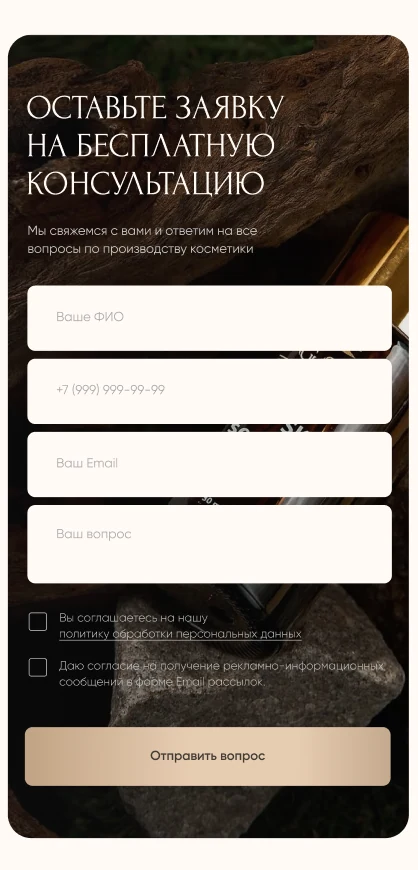 ОСТАВЬТЕ ЗАЯВКУ
НА БЕСПЛАТНУЮ
КОНСУЛЬТАЦИЮ
Мы свяжемся с вами и ответим на все
вопросы по производству косметики
Ваше ФИО
+7 (999) 999-99-99
Ваш Email
Ваш вопрос
Вы соглашаетесь на нашу
политику обработки персональных данных
Даю согласие на получение рекламно-информационных
сообщений в форме Email рассылок.
Отправить вопрос